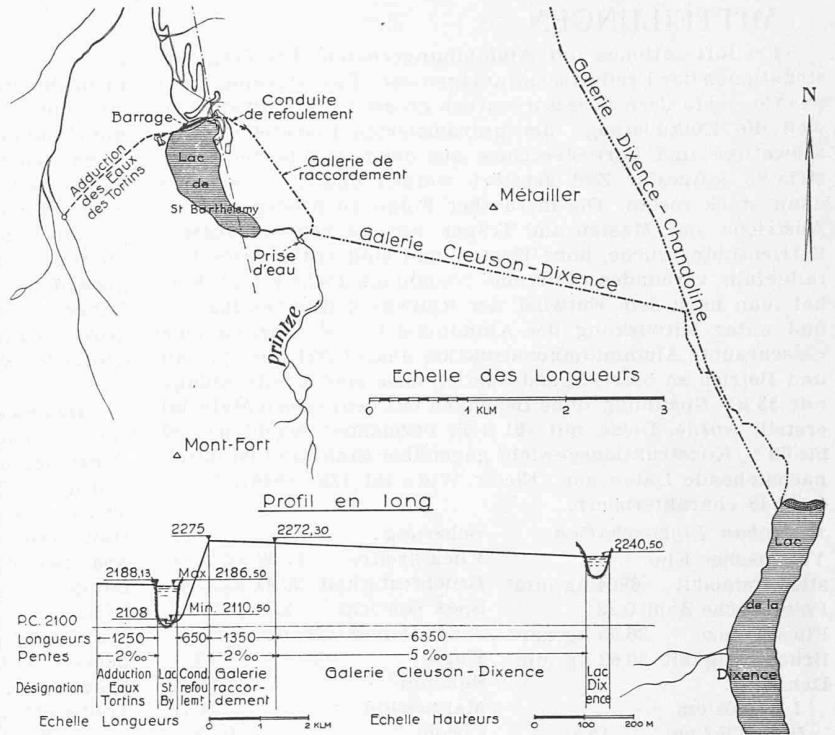 Galerie Dixence-Chandoline
N
Conduite
de refoulement
Barrage
Adduction
des Eaux
des Tortins
Lac
de
St Barthélemy
Galerie de
raccordement
Métailler
Prise
d'eau
Galerie Cleuson-Dixence
printze
Echelle des Longueurs
0 1 KLM 2 3
Mont-Fort
Lac
de la
Dixence
Profil en long
2275
2272,30
2240,50
2188,13
Max
2186,50
2108
Min.
2110,50
P.C. 2100
Longueurs 1250 650 1350 6350
Pentes 2‰ 2‰ 5‰
Désignation
Adduction
Eaux
Tortins
Lac
St.
By
Cond.
refou
lemt
Galerie
raccor-
dement
Galerie Cleuson-Dixence
Lac
Dix
ence
Echelle Longueurs 0 1 2 KLM
Echelle Hauteurs 0 100 200 M